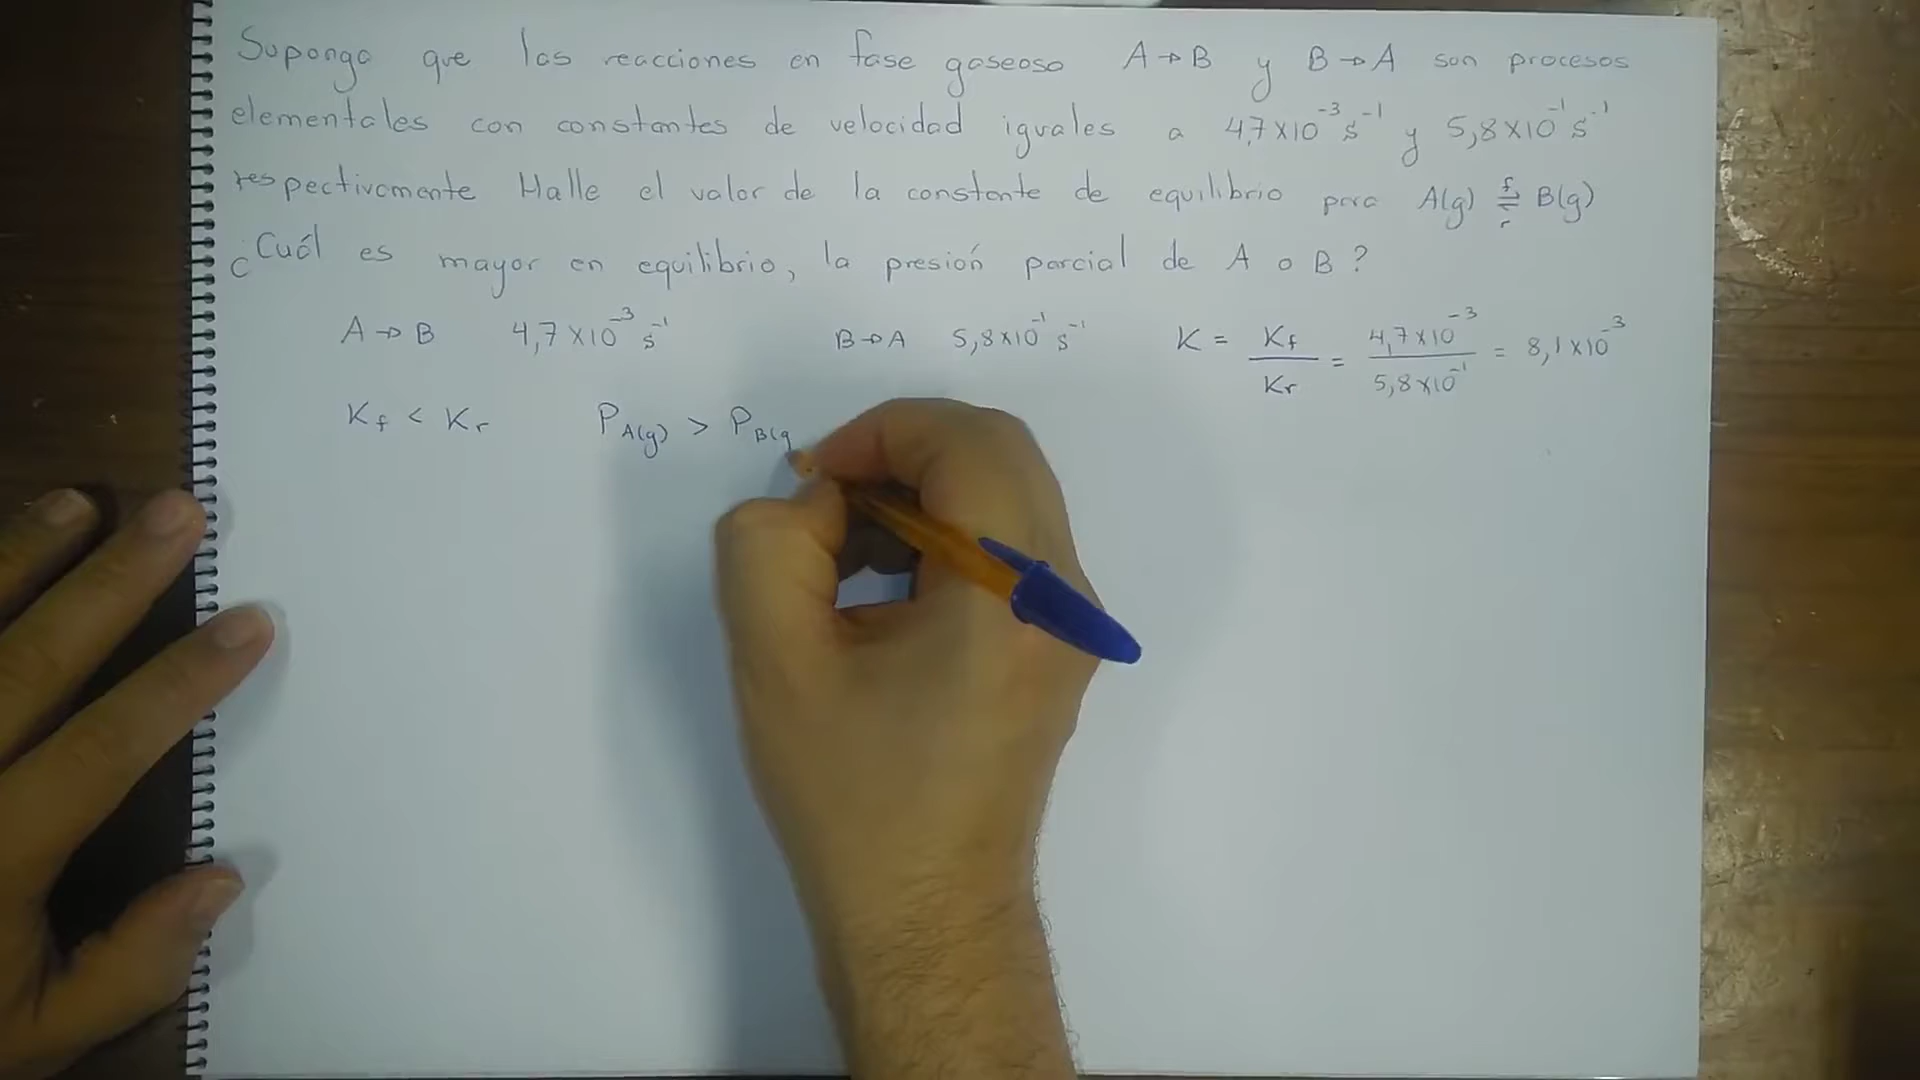 Suponga que las reacciones en fase gaseosa A→B y B→A son procesos
elementales con constantes de velocidad iguales a 4,7×10⁻³ s⁻¹ y 5,8×10⁻¹ s⁻¹
respectivamente Halle el valor de la constante de equilibrio para A(g) ⇌ B(g) f r
¿Cuál es mayor en equilibrio, la presión parcial de A o B?
A→B 4,7×10⁻³ s⁻¹ B→A 5,8×10⁻¹ s⁻¹ K = Kf / Kr = 4,7×10⁻³ / 5,8×10⁻¹ = 8,1×10⁻³
Kf < Kr P A(g) > P B(g